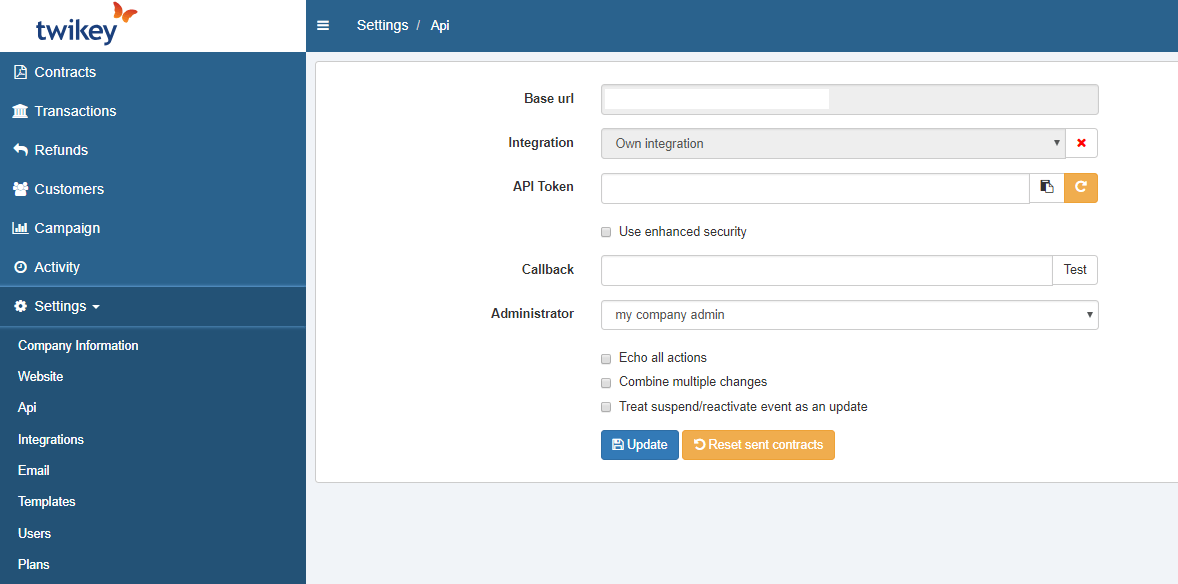 twikey
Settings / Api
Contracts
Transactions
Refunds
Customers
Campaign
Activity
Settings
Company Information
Website
Api
Integrations
Email
Templates
Users
Plans
Base url
Integration
Own integration
API Token
Use enhanced security
Callback
Test
Administrator
my company admin
Echo all actions
Combine multiple changes
Treat suspend/reactivate event as an update
Update
Reset sent contracts